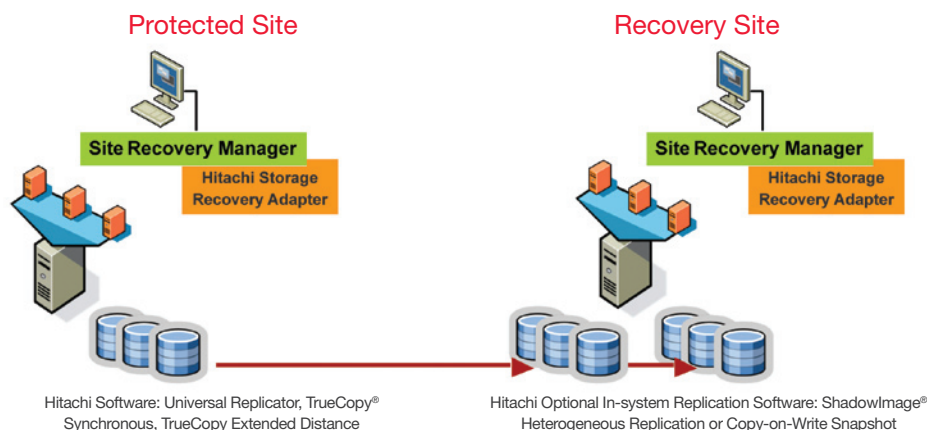 Protected Site
Recovery Site
Site Recovery Manager
Hitachi Storage
Recovery Adapter
Site Recovery Manager
Hitachi Storage
Recovery Adapter
Hitachi Software: Universal Replicator, TrueCopy®
Synchronous, TrueCopy Extended Distance
Hitachi Optional In-system Replication Software: ShadowImage®
Heterogeneous Replication or Copy-on-Write Snapshot